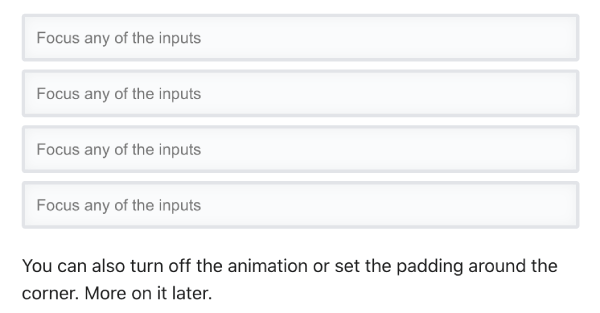 Focus any of the inputs
Focus any of the inputs
Focus any of the inputs
Focus any of the inputs
You can also turn off the animation or set the padding around the
corner. More on it later.